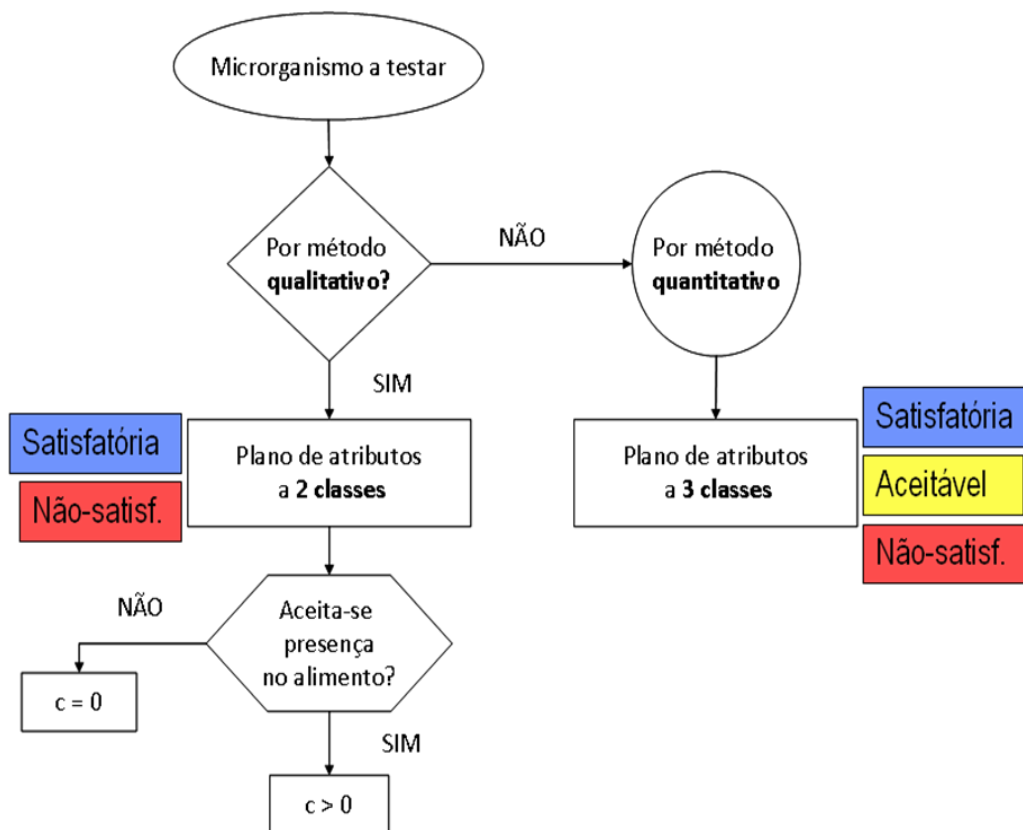 Microrganismo a testar
Por método
qualitativo?
NÃO
Por método
quantitativo
SIM
Satisfatória
Não-satisf.
Plano de atributos
a 2 classes
Plano de atributos
a 3 classes
Satisfatória
Aceitável
Não-satisf.
NÃO
Aceita-se
presença
no alimento?
c = 0
SIM
c > 0